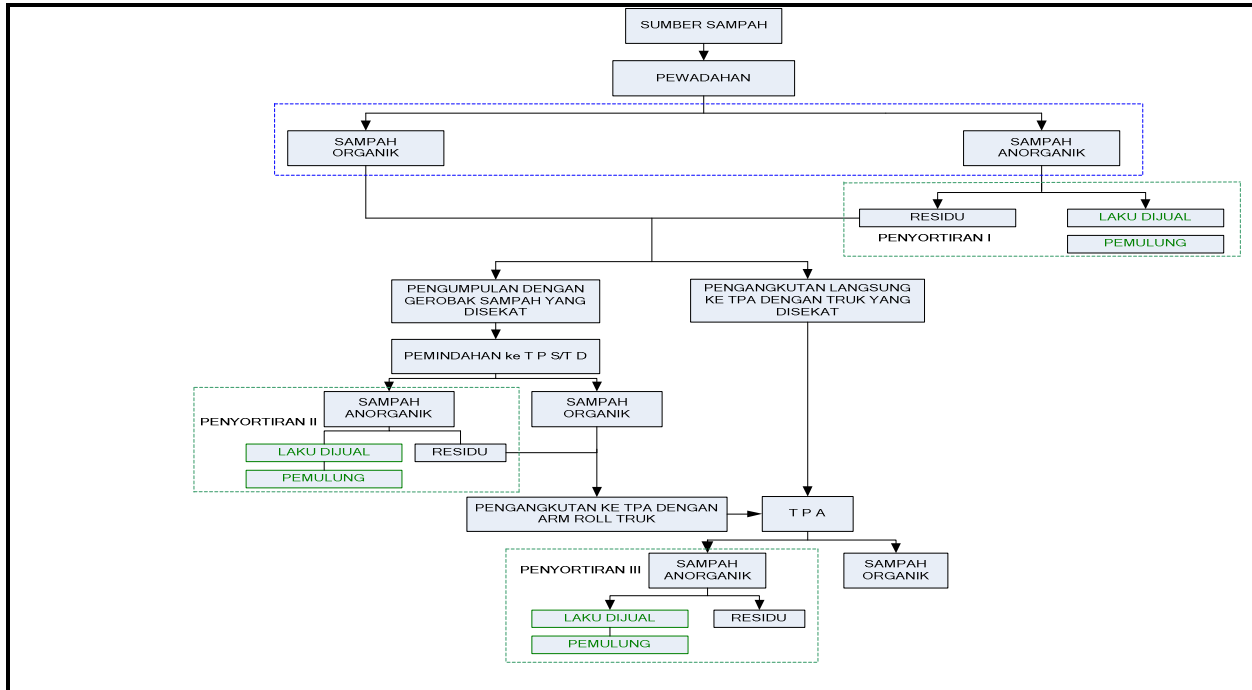 SUMBER SAMPAH
PEWADAHAN
SAMPAH
ORGANIK
SAMPAH
ANORGANIK
RESIDU
LAKU DIJUAL
PENYORTIRAN I
PEMULUNG
PENGUMPULAN DENGAN
GEROBAK SAMPAH YANG
DISEKAT
PENGANGKUTAN LANGSUNG
KE TPA DENGAN TRUK YANG
DISEKAT
PEMINDAHAN ke T P S/T D
PENYORTIRAN II
SAMPAH
ANORGANIK
SAMPAH
ORGANIK
LAKU DIJUAL
RESIDU
PEMULUNG
PENGANGKUTAN KE TPA DENGAN
ARM ROLL TRUK
T P A
PENYORTIRAN III
SAMPAH
ANORGANIK
SAMPAH
ORGANIK
LAKU DIJUAL
RESIDU
PEMULUNG